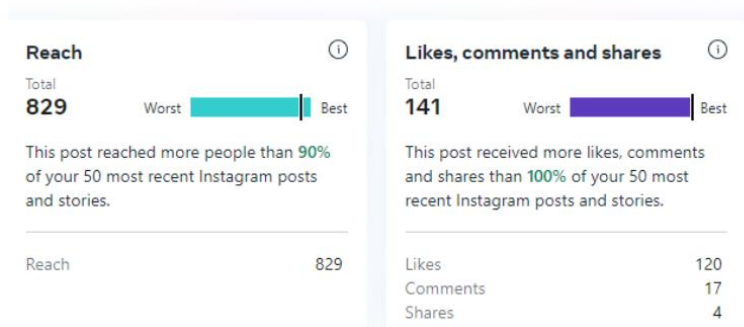 Reach
Total
829
Worst
Best
This post reached more people than 90%
of your 50 most recent Instagram posts
and stories.
Reach 829
Likes, comments and shares
Total
141
Worst
Best
This post received more likes, comments
and shares than 100% of your 50 most
recent Instagram posts and stories.
Likes 120
Comments 17
Shares 4